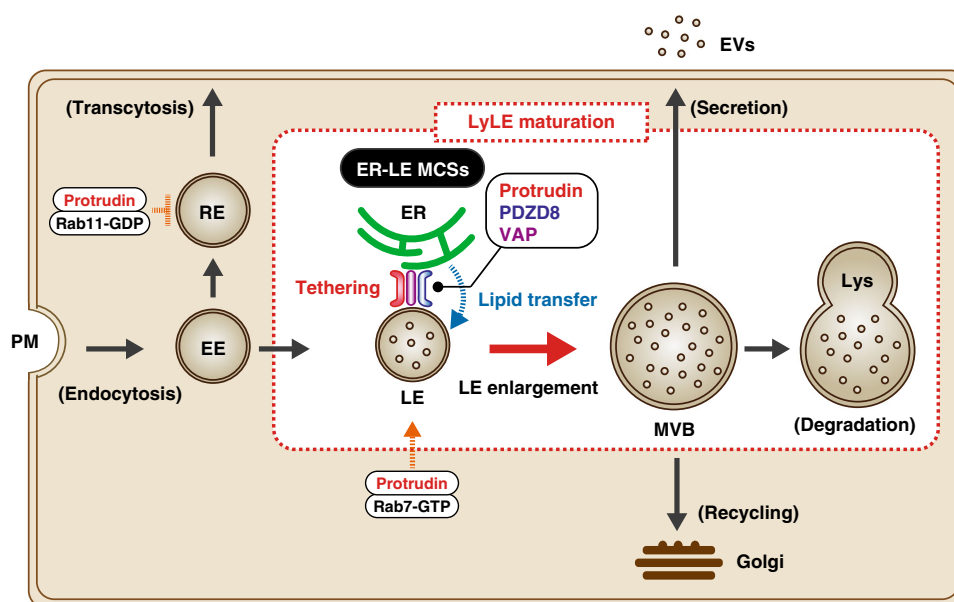 EVs
(Transcytosis)
(Secretion)
LyLE maturation
ER-LE MCSs
Protrudin
Rab11-GDP
RE
ER
Protrudin
PDZD8
VAP
Tethering
Lipid transfer
Lys
PM
EE
(Endocytosis)
LE
LE enlargement
MVB
(Degradation)
Protrudin
Rab7-GTP
(Recycling)
Golgi